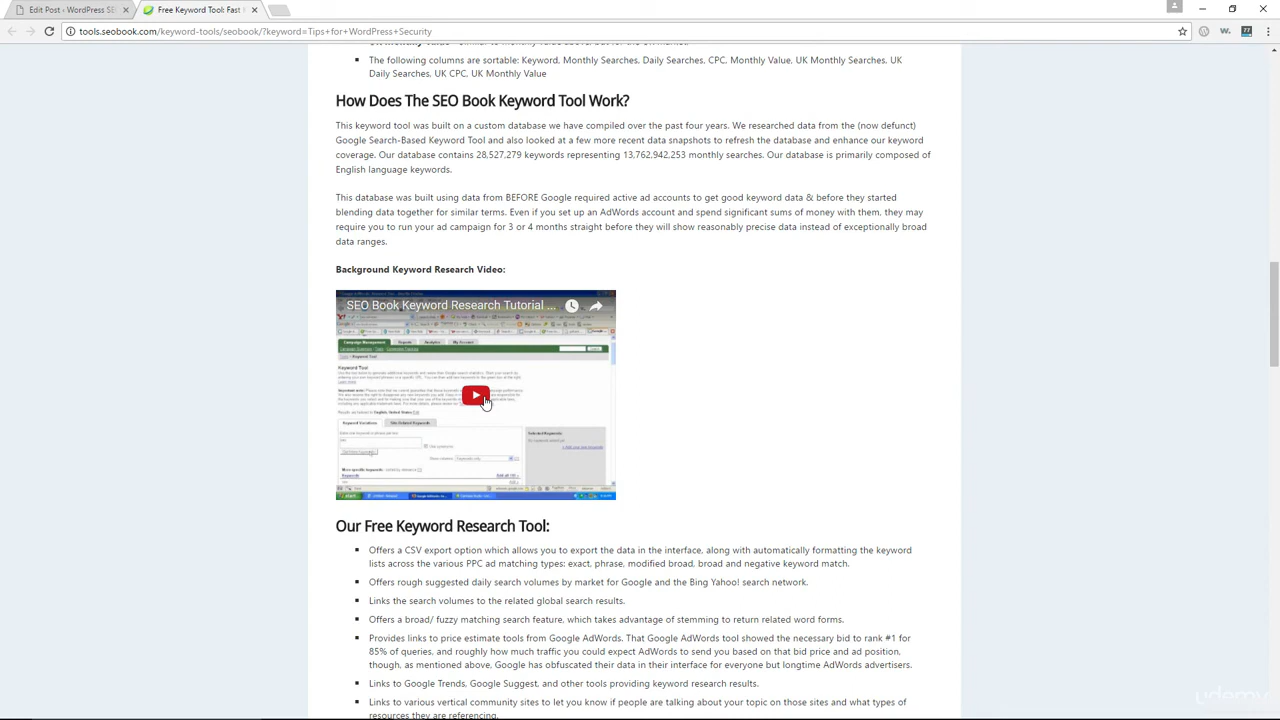 Edit Post ‹ WordPress SE
Free Keyword Tool: Fast
tools.seobook.com/keyword-tools/seobook/?keyword=Tips+for+WordPress+Security
The following columns are sortable: Keyword, Monthly Searches, Daily Searches, CPC, Monthly Value, UK Monthly Searches, UK
Daily Searches, UK CPC, UK Monthly Value
How Does The SEO Book Keyword Tool Work?
This keyword tool was built on a custom database we have compiled over the past four years. We researched data from the (now defunct)
Google Search-Based Keyword Tool and also looked at a few more recent data snapshots to refresh the database and enhance our keyword
coverage. Our database contains 28,527,279 keywords representing 13,762,942,253 monthly searches. Our database is primarily composed of
English language keywords.
This database was built using data from BEFORE Google required active ad accounts to get good keyword data & before they started
blending data together for similar terms. Even if you set up an AdWords account and spend significant sums of money with them, they may
require you to run your ad campaign for 3 or 4 months straight before they will show reasonably precise data instead of exceptionally broad
data ranges.
Background Keyword Research Video:
SEO Book Keyword Research Tutorial ...
Keyword Tool
Our Free Keyword Research Tool:
Offers a CSV export option which allows you to export the data in the interface, along with automatically formatting the keyword
lists across the various PPC ad matching types: exact, phrase, modified broad, broad and negative keyword match.
Offers rough suggested daily search volumes by market for Google and the Bing Yahoo! search network.
Links the search volumes to the related global search results.
Offers a broad/ fuzzy matching search feature, which takes advantage of stemming to return related word forms.
Provides links to price estimate tools from Google AdWords. That Google AdWords tool showed the necessary bid to rank #1 for
85% of queries, and roughly how much traffic you could expect AdWords to send you based on that bid price and ad position,
though, as mentioned above, Google has obfuscated their data in their interface for everyone but longtime AdWords advertisers.
Links to Google Trends, Google Suggest, and other tools providing keyword research results.
Links to various vertical community sites to let you know if people are talking about your topic on those sites and what types of
resources they are referencing.
udemy